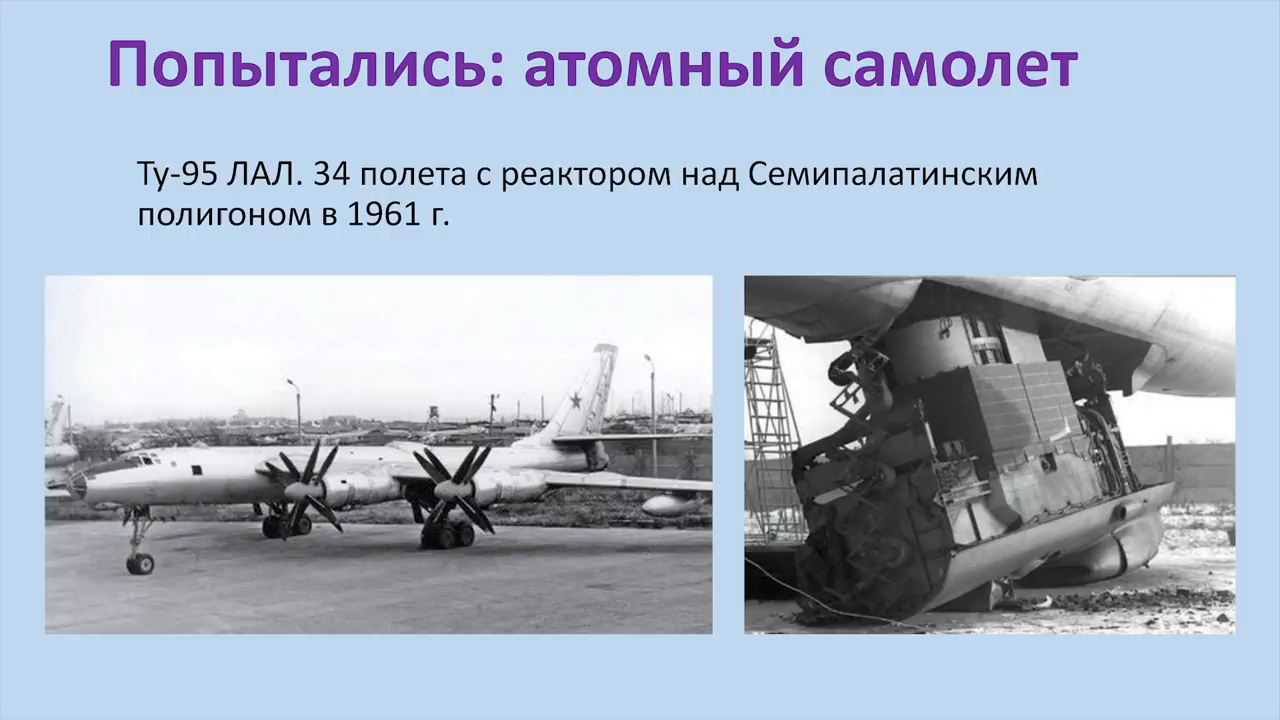 Попытались: атомный самолет
Ту-95 ЛАЛ. 34 полета с реактором над Семипалатинским
полигоном в 1961 г.